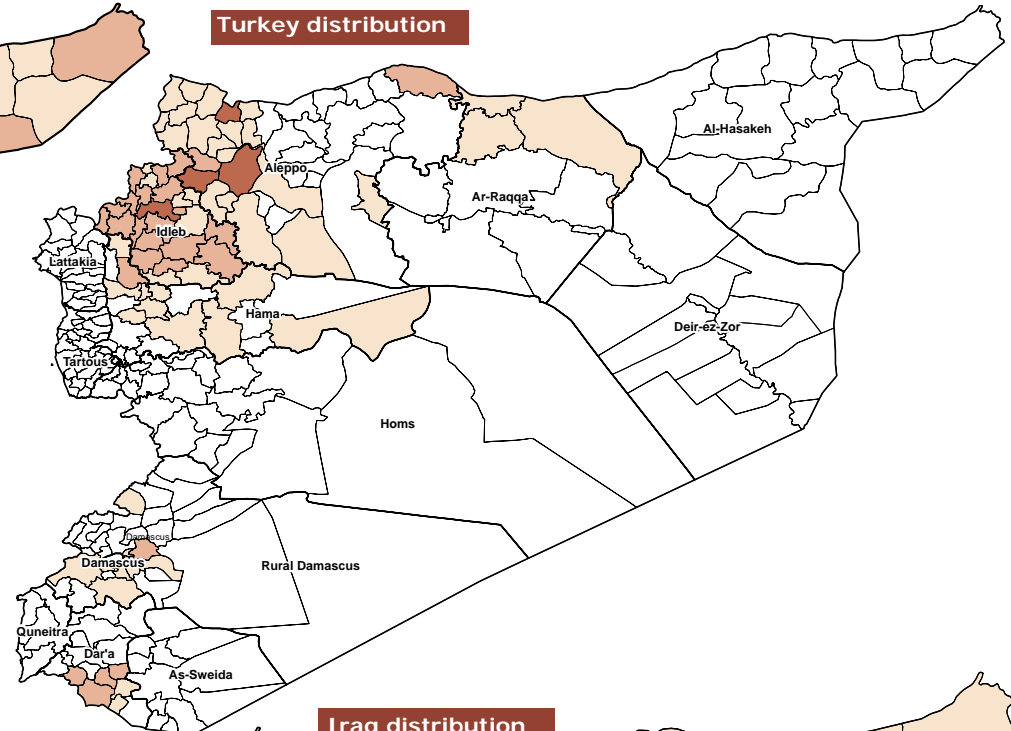 Turkey distribution
Al-Hasakeh
Aleppo
Ar-Raqqa
Idleb
Lattakia
Hama
Deir-ez-Zor
Tartous
Homs
Damascus
Damascus
Rural Damascus
Quneitra
Dar'a
As-Sweida
Iraq distribution